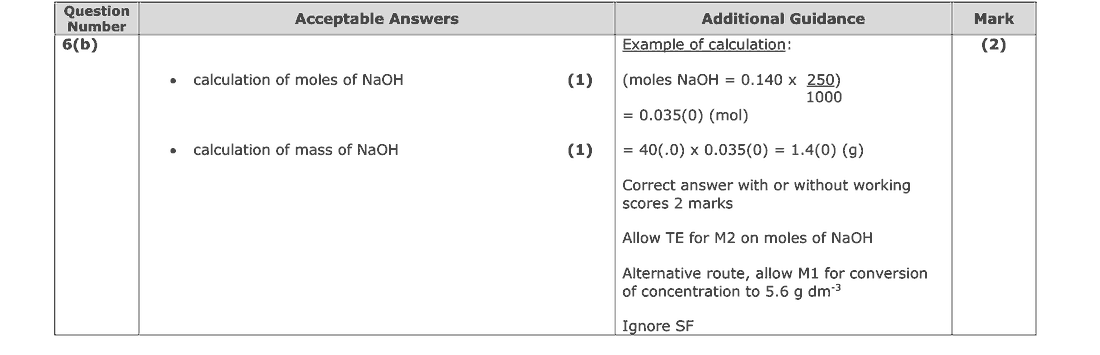 Question Number Acceptable Answers Additional Guidance Mark
6(b) Example of calculation: (2)
• calculation of moles of NaOH (1) (moles NaOH = 0.140 x 250)
1000
= 0.035(0) (mol)
• calculation of mass of NaOH (1) = 40(.0) x 0.035(0) = 1.4(0) (g)
Correct answer with or without working
scores 2 marks
Allow TE for M2 on moles of NaOH
Alternative route, allow M1 for conversion
of concentration to 5.6 g dm⁻³
Ignore SF